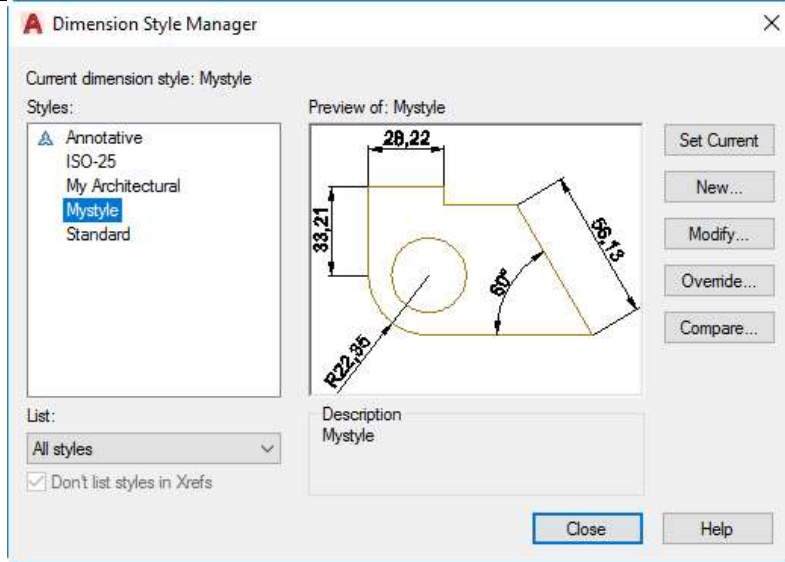 Dimension Style Manager
Current dimension style: Mystyle
Styles:
Annotative
ISO-25
My Architectural
Mystyle
Standard
List:
All styles
Don't list styles in Xrefs
Preview of: Mystyle
28,22
33,21
56,13
60°
R22,35
Description
Mystyle
Set Current
New...
Modify...
Override...
Compare...
Close
Help